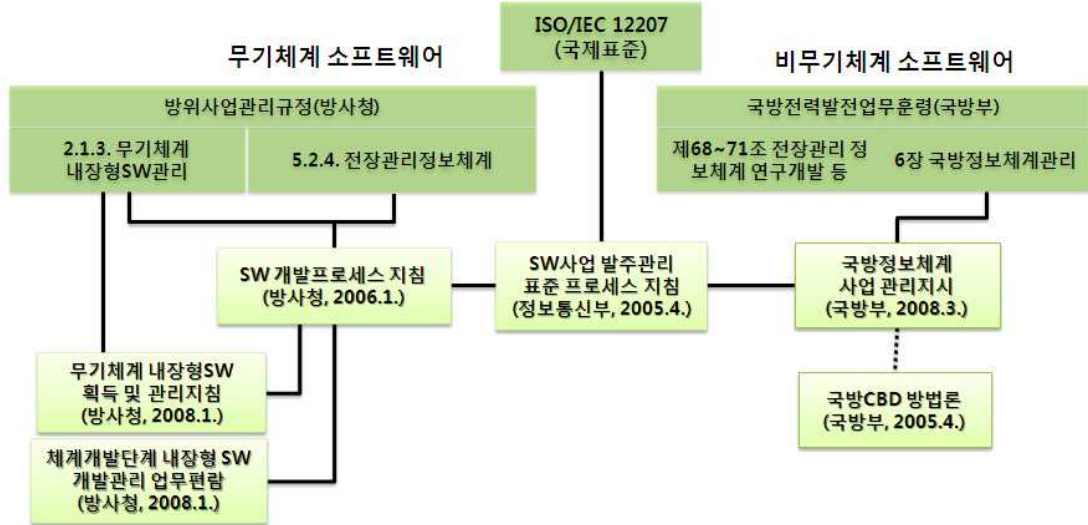 ISO/IEC 12207
(국제표준)
무기체계 소프트웨어
비무기체계 소프트웨어
방위사업관리규정(방사청)
2.1.3. 무기체계
내장형SW관리
5.2.4. 전장관리정보체계
국방전력발전업무훈령(국방부)
제68~71조 전장관리 정
보체계 연구개발 등
6장 국방정보체계관리
SW 개발프로세스 지침
(방사청, 2006.1.)
SW사업 발주관리
표준 프로세스 지침
(정보통신부, 2005.4.)
국방정보체계
사업 관리지시
(국방부, 2008.3.)
무기체계 내장형SW
획득 및 관리지침
(방사청, 2008.1.)
국방CBD 방법론
(국방부, 2005.4.)
체계개발단계 내장형 SW
개발관리 업무편람
(방사청, 2008.1.)